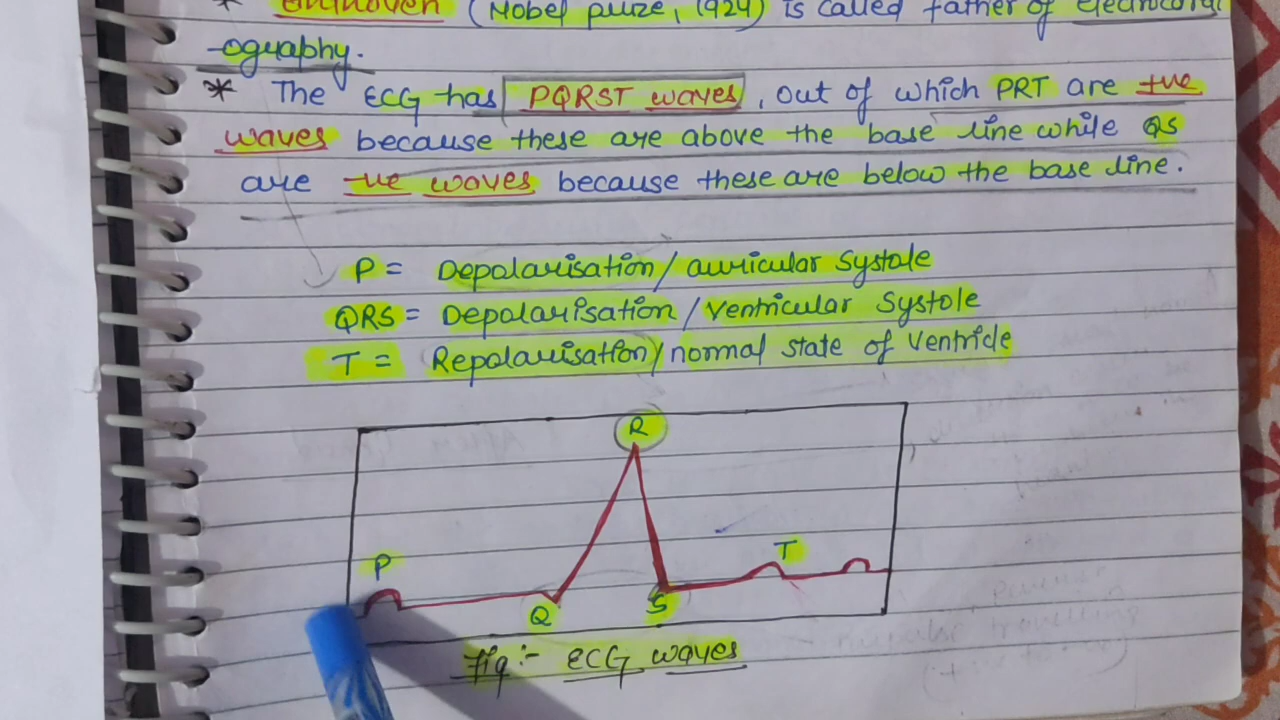 * Einthoven (Nobel prize, 1924) is called father of electrocardi
-ography.
* The ECG has PQRST waves, out of which PRT are +ve
waves because these are above the base line while QS
are -ve waves because these are below the base line.
P = Depolarisation / auricular systole
QRS = Depolarisation / ventricular systole
T = Repolarisation / normal state of ventricle
R
P
T
Q
S
fig:- ECG waves